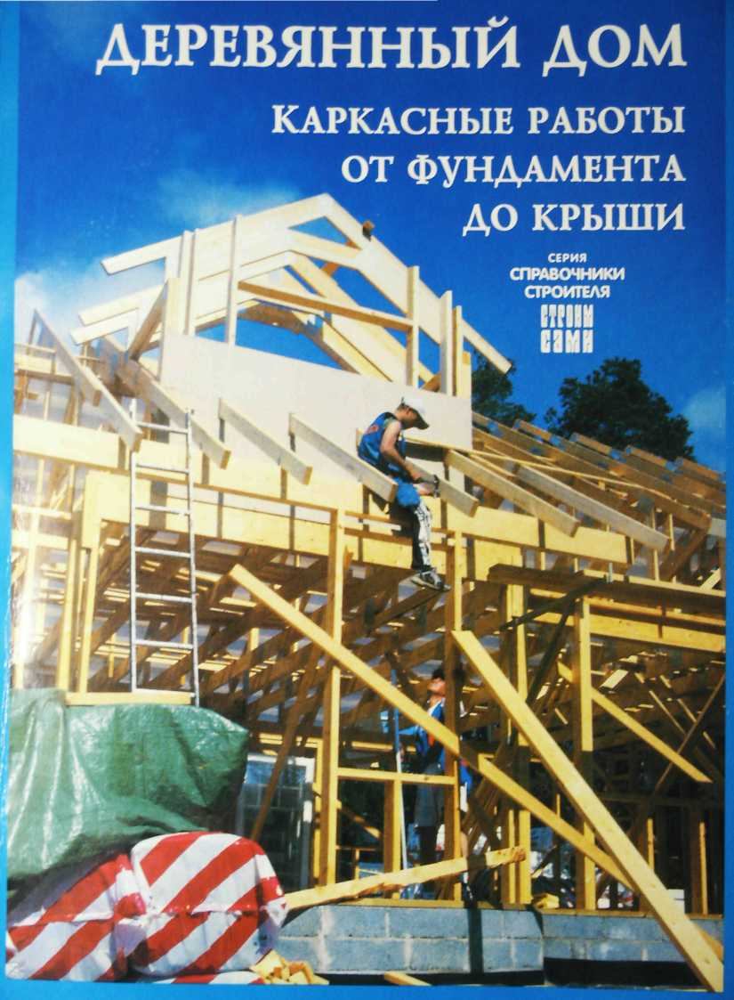 ДЕРЕВЯННЫЙ ДОМ
КАРКАСНЫЕ РАБОТЫ
ОТ ФУНДАМЕНТА
ДО КРЫШИ
СЕРИЯ
СПРАВОЧНИКИ
СТРОИТЕЛЯ
СТРОИМ
САМИ